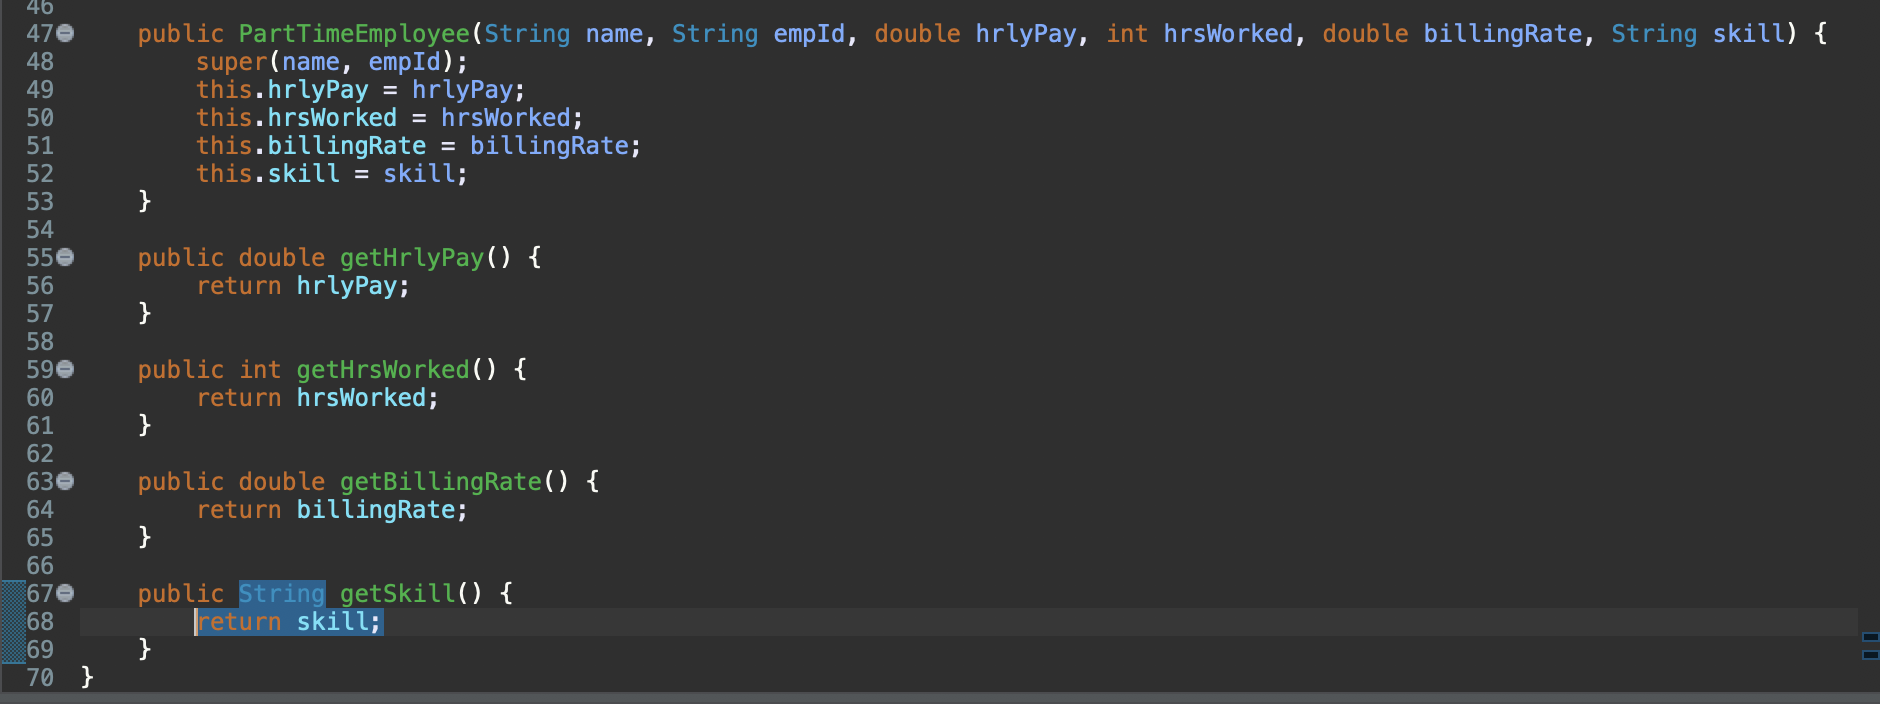 46
47 public PartTimeEmployee(String name, String empId, double hrlyPay, int hrsWorked, double billingRate, String skill) {
48 super(name, empId);
49 this.hrlyPay = hrlyPay;
50 this.hrsWorked = hrsWorked;
51 this.billingRate = billingRate;
52 this.skill = skill;
53 }
54
55 public double getHrlyPay() {
56 return hrlyPay;
57 }
58
59 public int getHrsWorked() {
60 return hrsWorked;
61 }
62
63 public double getBillingRate() {
64 return billingRate;
65 }
66
67 public String getSkill() {
68 return skill;
69 }
70 }